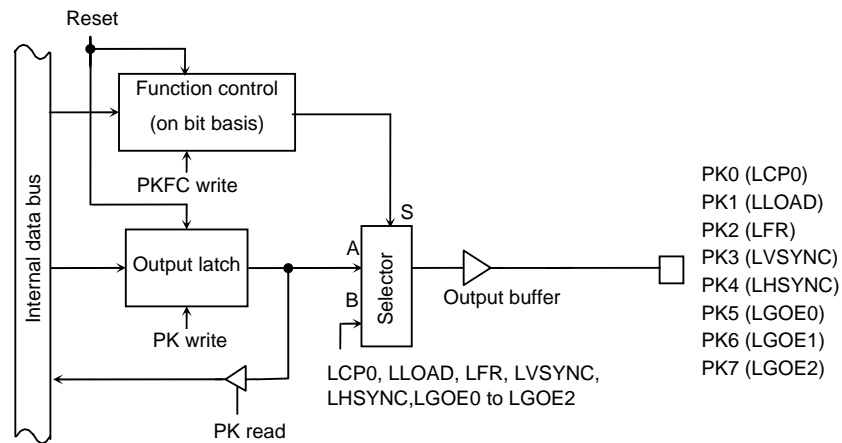 Reset
Internal data bus
Function control
(on bit basis)
PKFC write
S
A
Output latch
B
Selector
Output buffer
PK write
LCP0, LLOAD, LFR, LVSYNC,
LHSYNC,LGOE0 to LGOE2
PK read
PK0 (LCP0)
PK1 (LLOAD)
PK2 (LFR)
PK3 (LVSYNC)
PK4 (LHSYNC)
PK5 (LGOE0)
PK6 (LGOE1)
PK7 (LGOE2)